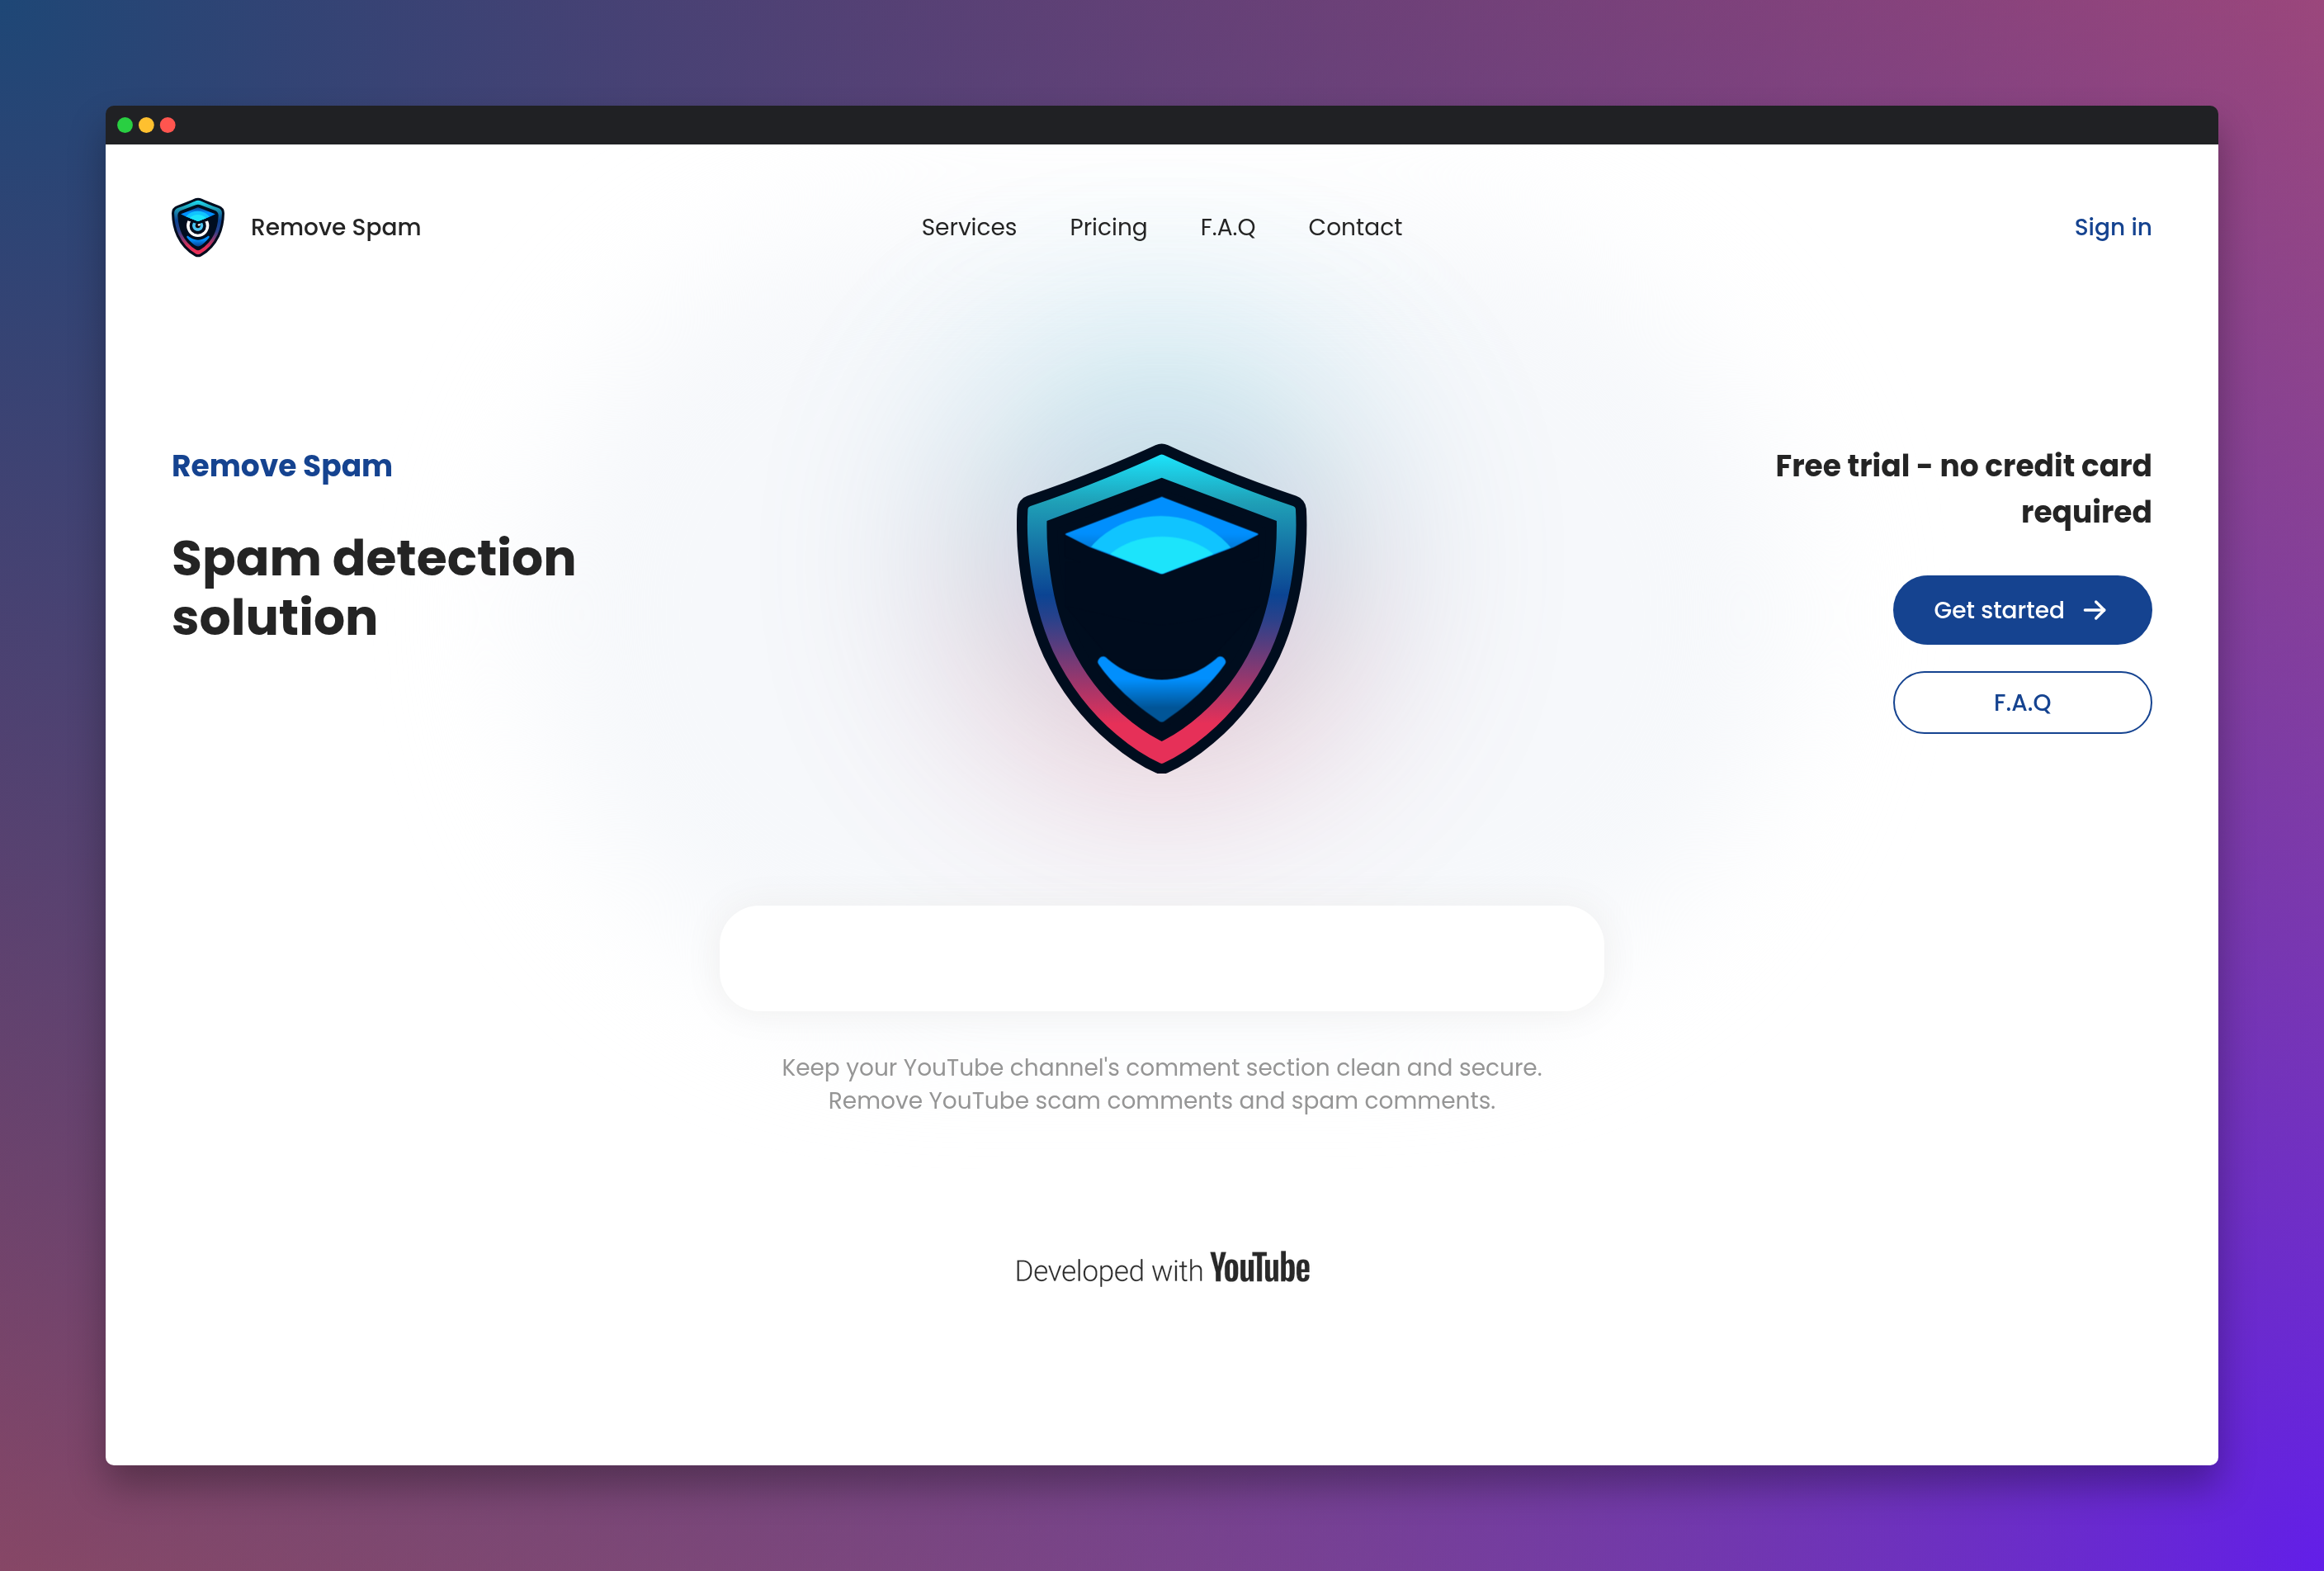 Remove Spam
Services
Pricing
F.A.Q
Contact
Sign in
Remove Spam
Spam detection
solution
Free trial - no credit card
required
Get started
F.A.Q
Keep your YouTube channel's comment section clean and secure.
Remove YouTube scam comments and spam comments.
Developed with YouTube